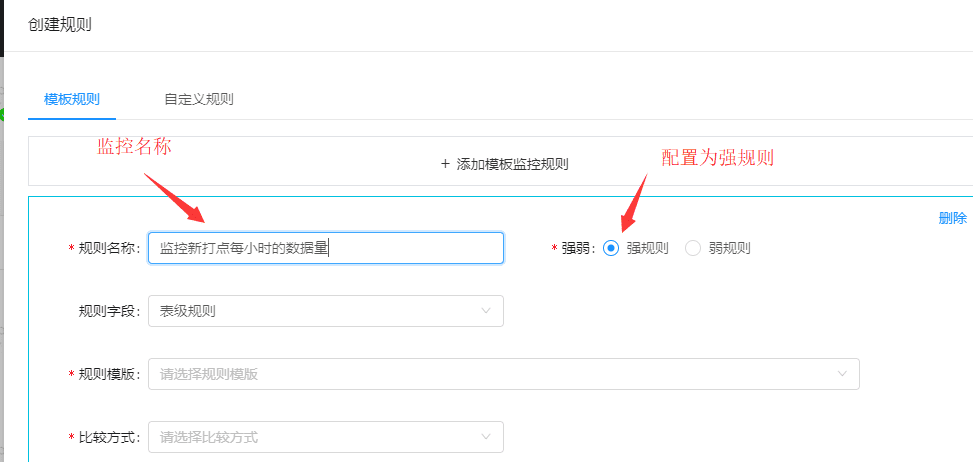 创建规则
模板规则 自定义规则
监控名称
+ 添加模板监控规则
配置为强规则
删除
* 规则名称: 监控新打点每小时的数据量
* 强弱: 强规则 弱规则
规则字段: 表级规则
* 规则模版: 请选择规则模版
* 比较方式: 请选择比较方式